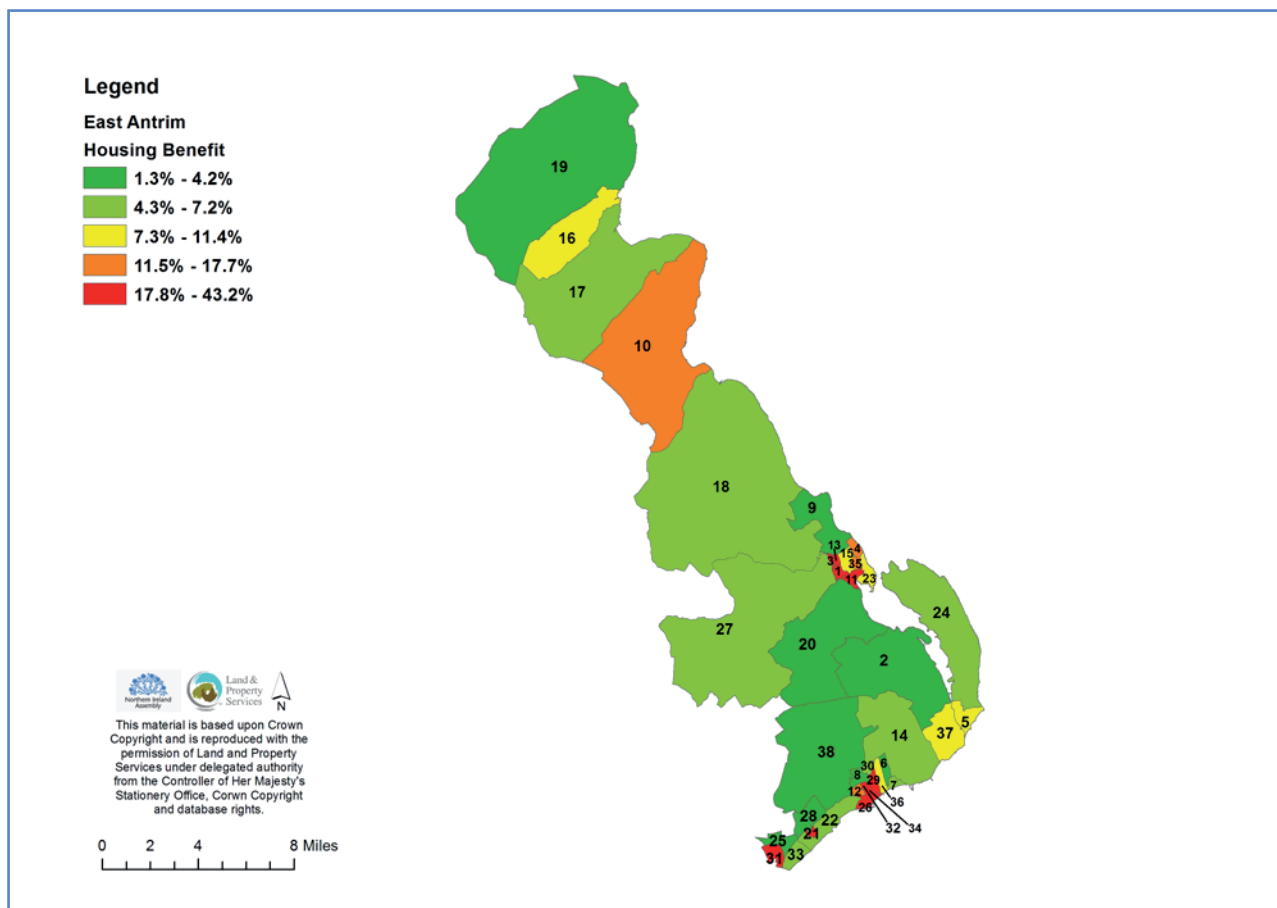 Legend
East Antrim
Housing Benefit
1.3% - 4.2%
4.3% - 7.2%
7.3% - 11.4%
11.5% - 17.7%
17.8% - 43.2%
19
16
17
10
18
9
13
4
15
3
35
1
11
23
24
27
20
2
5
37
14
38
30
6
8
29
7
12
36
26
32
34
28
22
21
25
33
31
Northern Ireland
Assembly
Land &
Property
Services
N
This material is based upon Crown
Copyright and is reproduced with the
permission of Land and Property
Services under delegated authority
from the Controller of Her Majesty's
Stationery Office, Corwn Copyright
and database rights.
0 2 4 8 Miles